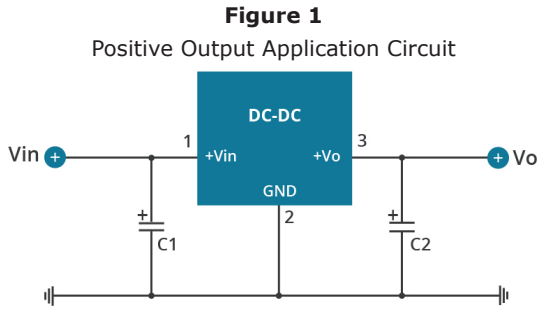 Figure 1
Positive Output Application Circuit
DC-DC
Vin + 1 +Vin +Vo 3 + Vo
GND
2
+ C1
+ C2